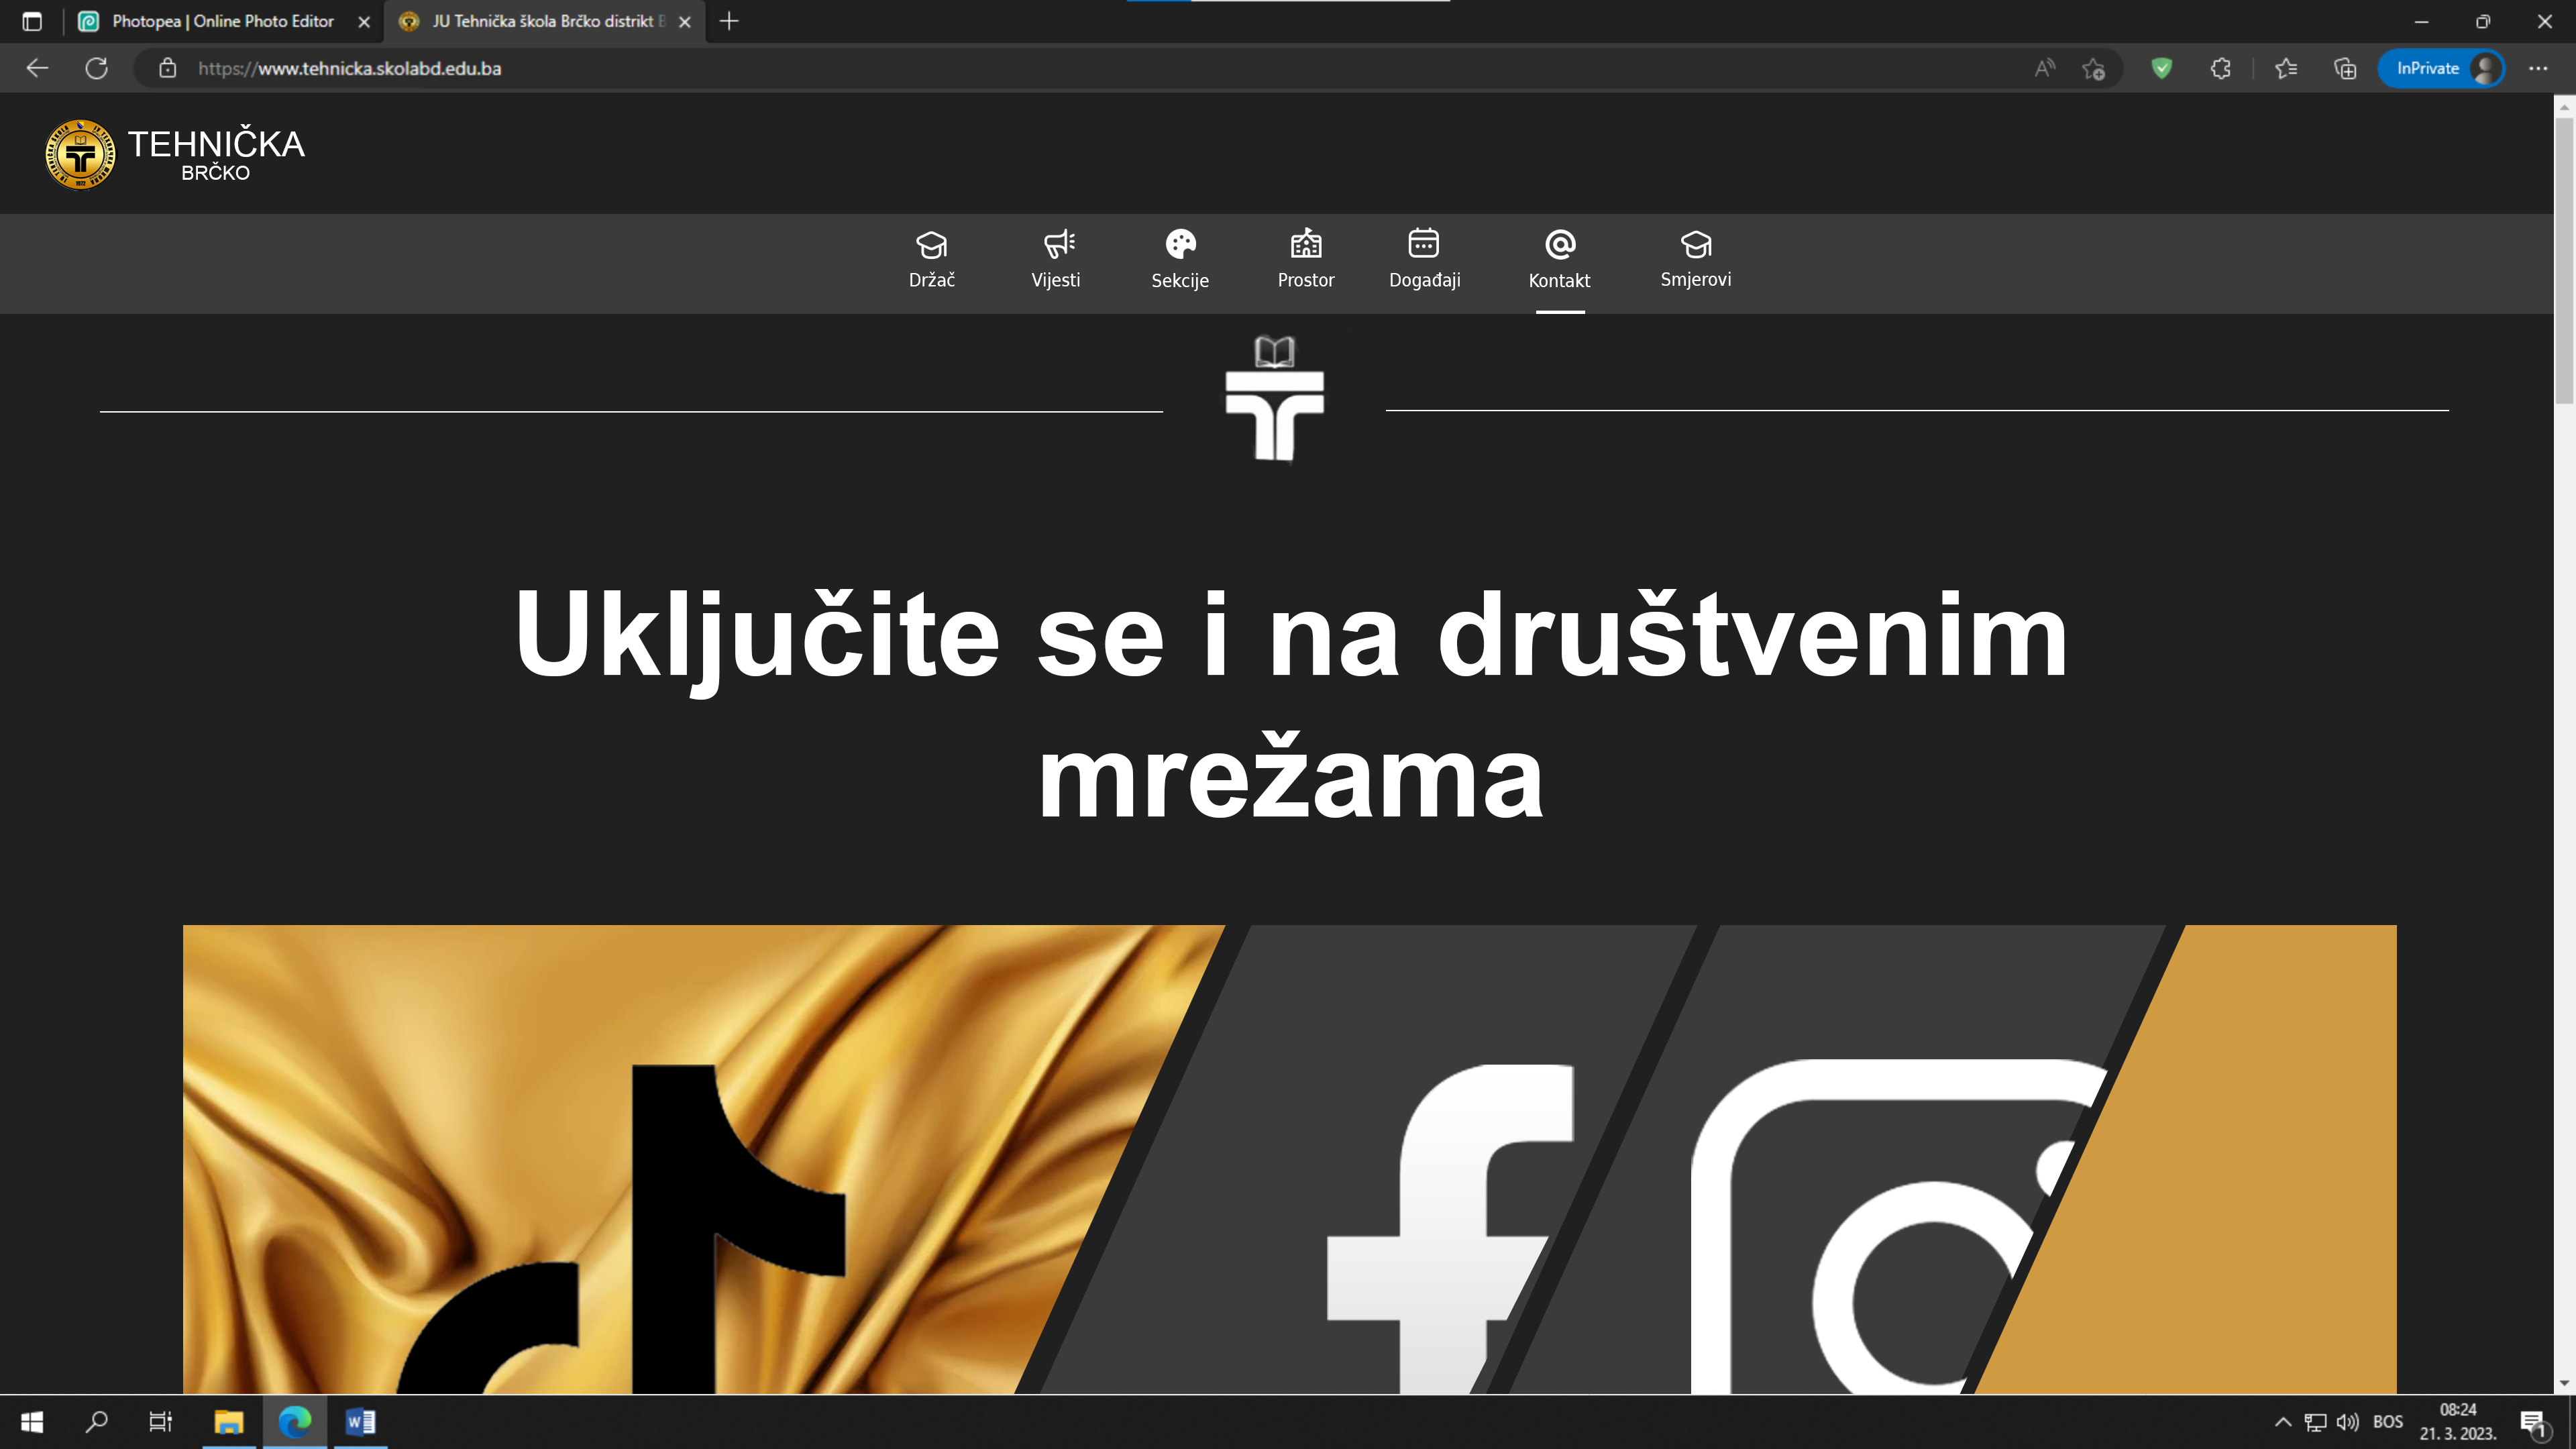 Photopea | Online Photo Editor
JU Tehnička škola Brčko distrikt B
https://www.tehnicka.skolabd.edu.ba
InPrivate
TEHNIČKA
BRČKO
Držač
Vijesti
Sekcije
Prostor
Događaji
Kontakt
Smjerovi
Uključite se i na društvenim
mrežama
BOS
08:24
21. 3. 2023.
1